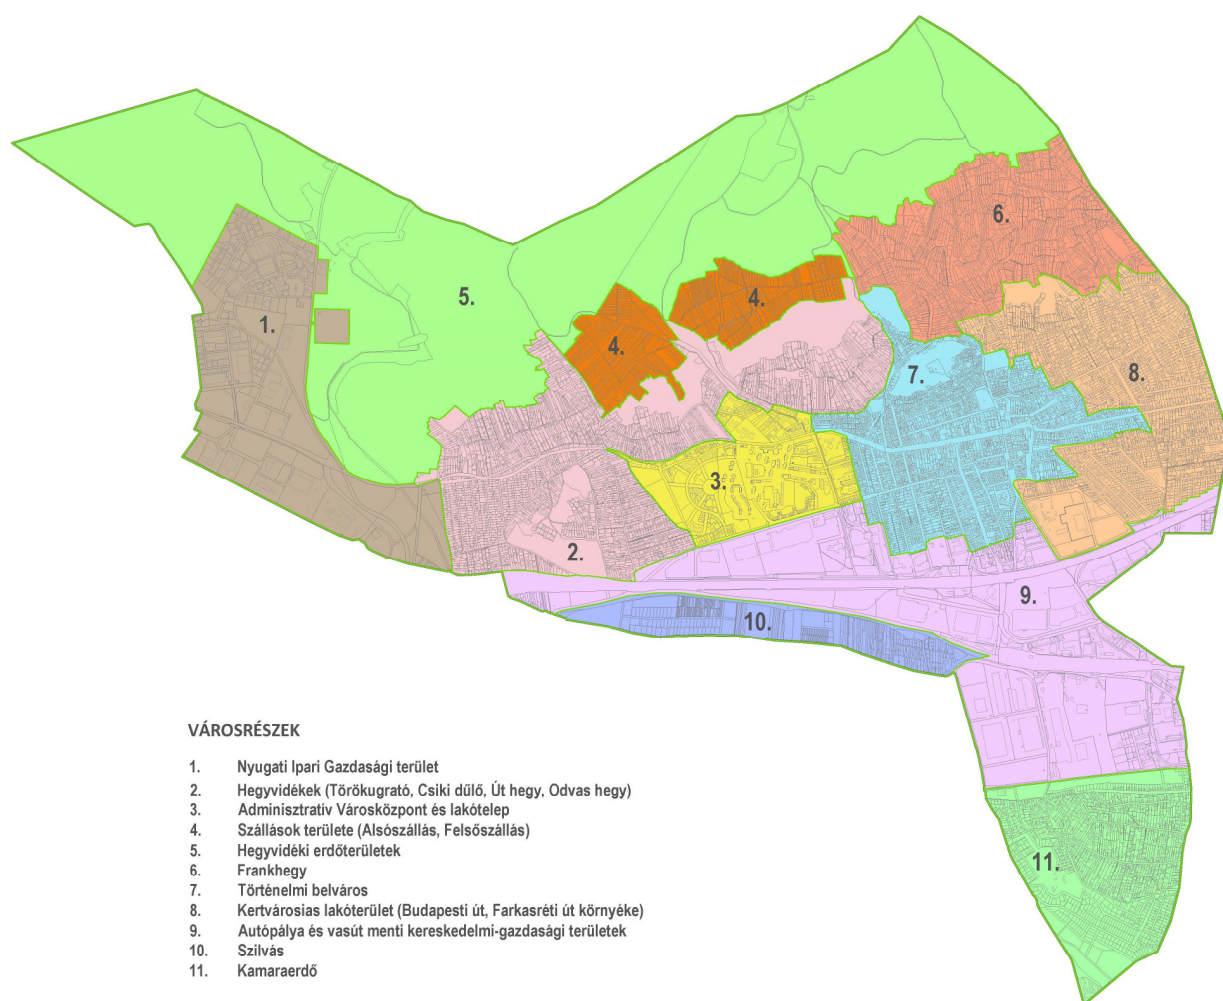 6.
5.
4.
1.
4.
7.
8.
3.
2.
9.
10.
VÁROSRÉSZEK
1. Nyugati Ipari Gazdasági terület
2. Hegyvidékek (Törökugrató, Csiki dűlő, Út hegy, Odvas hegy)
3. Adminisztratív Városközpont és lakótelep
4. Szállások területe (Alsószállás, Felsőszállás)
5. Hegyvidéki erdőterületek
6. Frankhegy
7. Történelmi belváros
8. Kertvárosias lakóterület (Budapesti út, Farkasréti út környéke)
9. Autópálya és vasút menti kereskedelmi-gazdasági területek
10. Szilvás
11. Kamaraerdő
11.